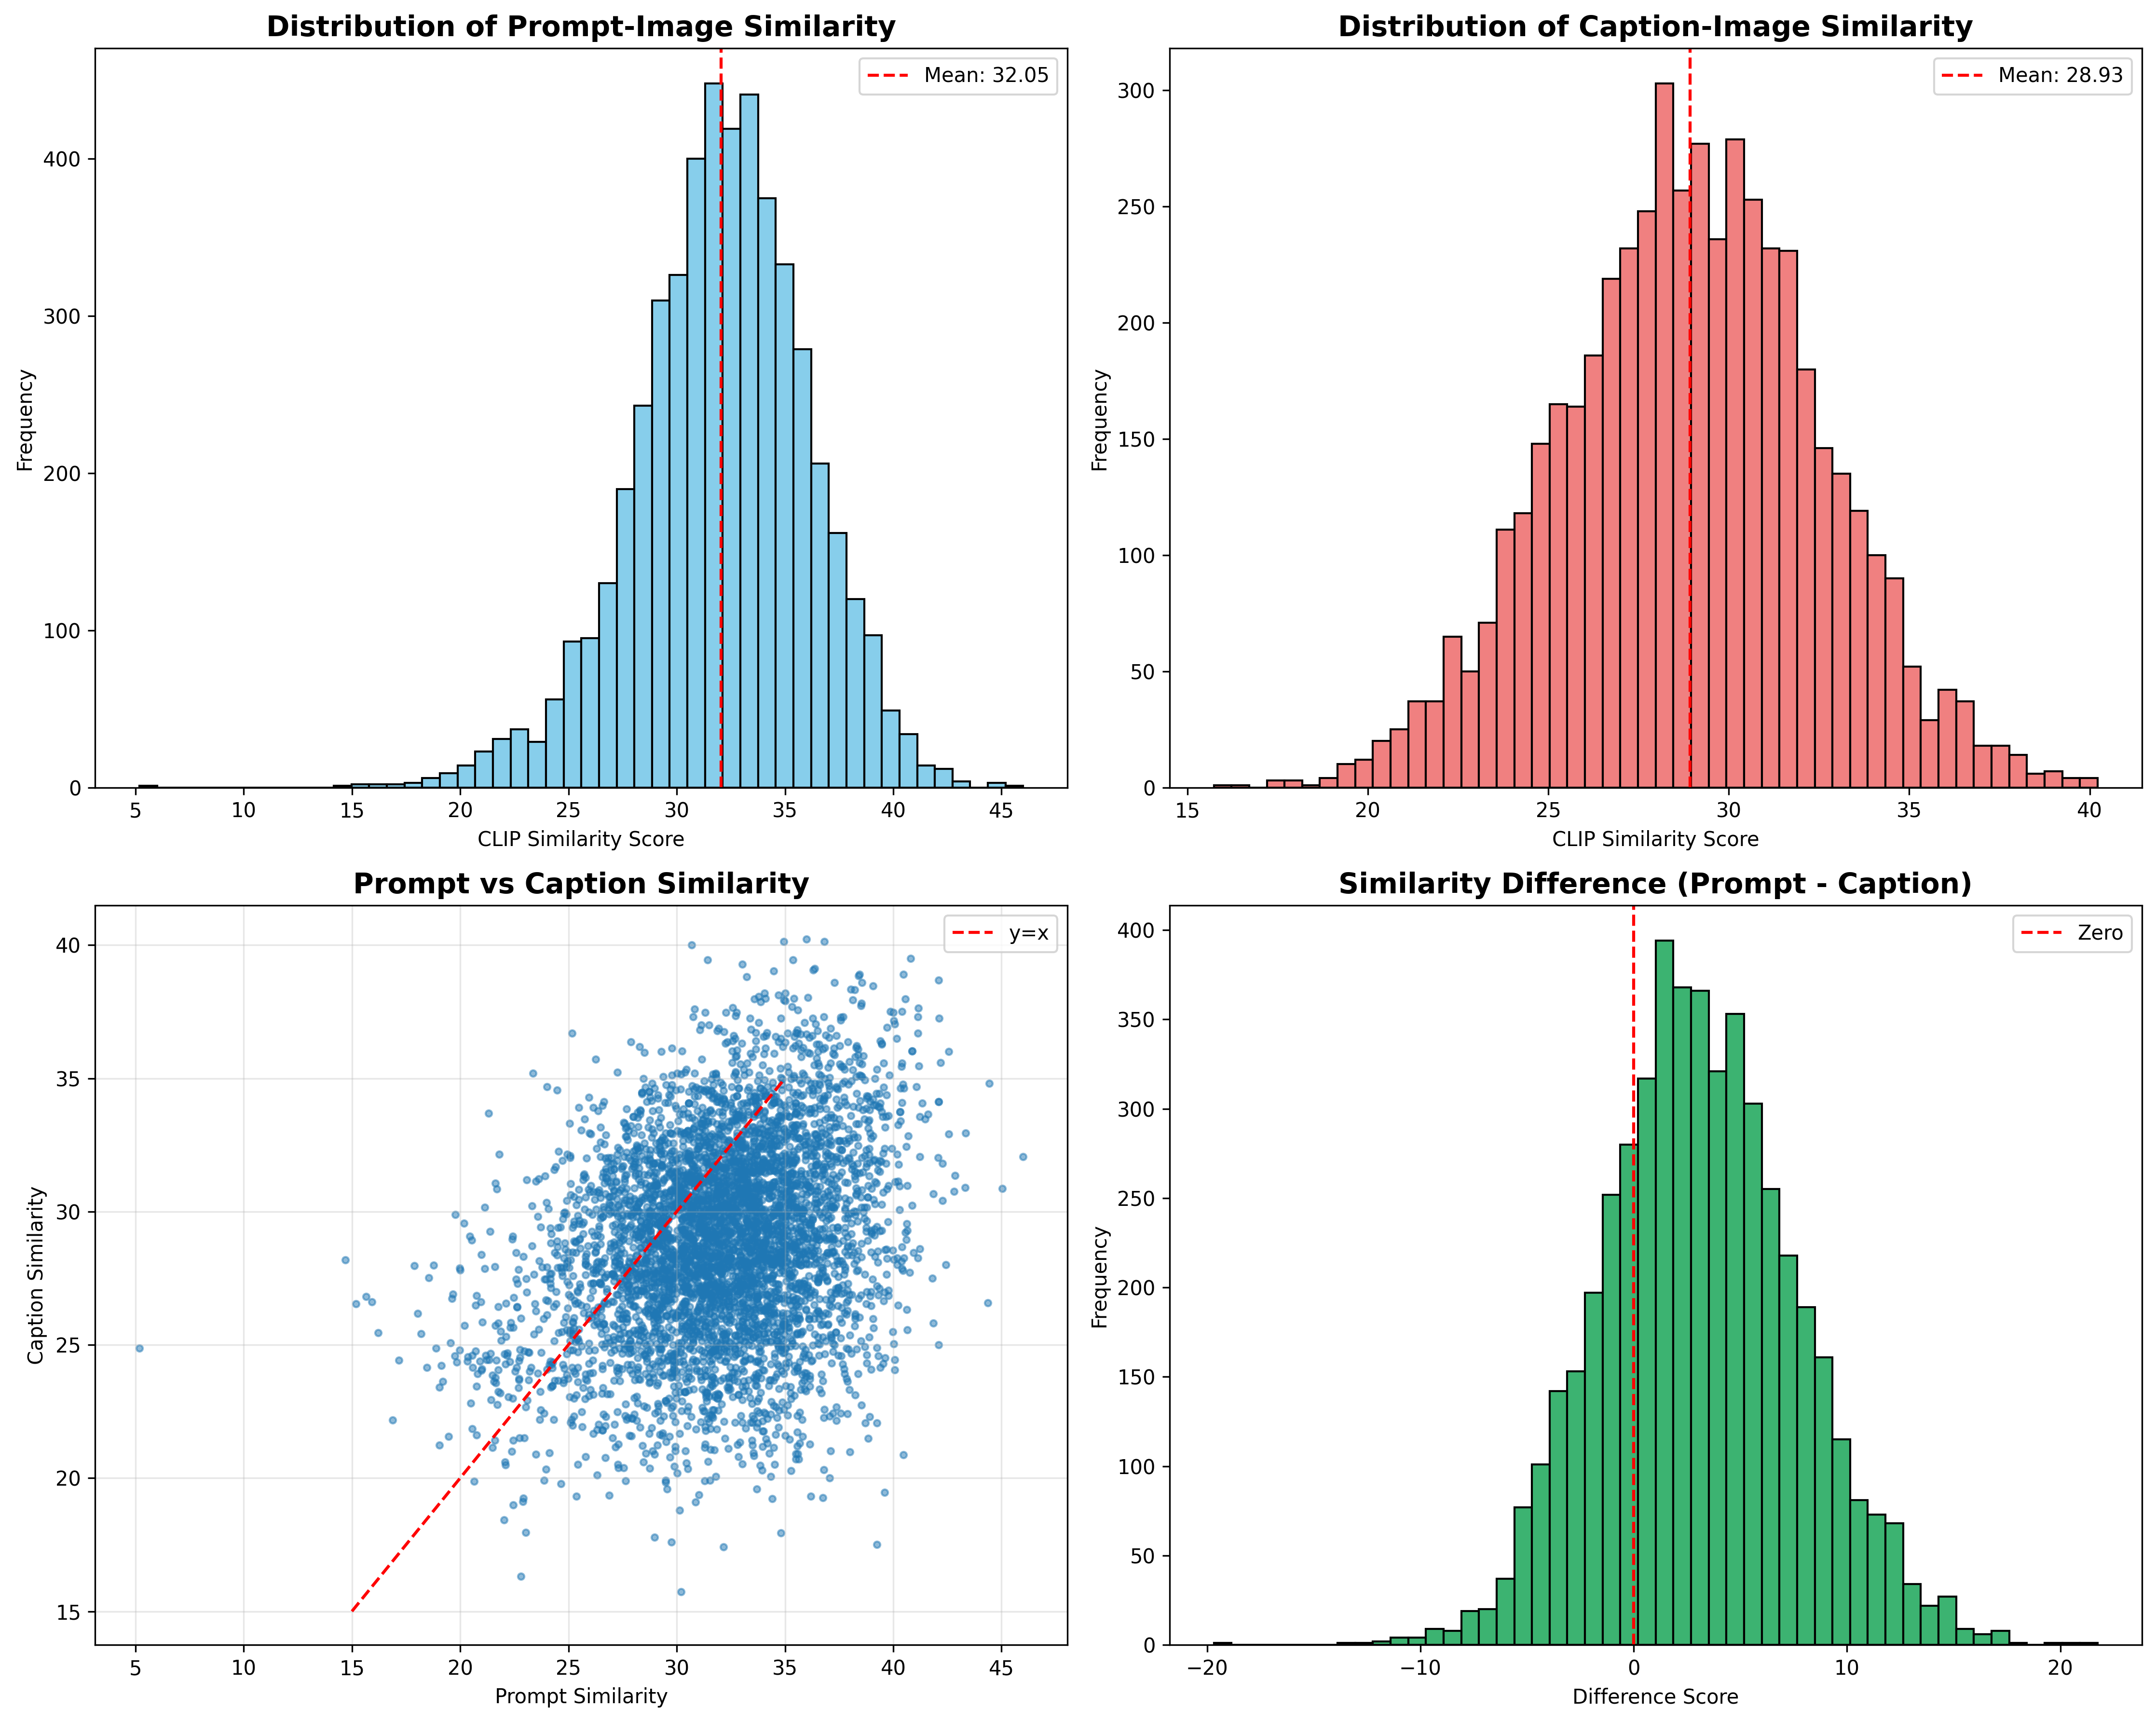 Distribution of Prompt-Image Similarity
Mean: 32.05
Frequency
400
300
200
100
0
5 10 15 20 25 30 35 40 45
CLIP Similarity Score
Distribution of Caption-Image Similarity
Mean: 28.93
Frequency
300
250
200
150
100
50
0
15 20 25 30 35 40
CLIP Similarity Score
Prompt vs Caption Similarity
y=x
Caption Similarity
40
35
30
25
20
15
5 10 15 20 25 30 35 40 45
Prompt Similarity
Similarity Difference (Prompt - Caption)
Zero
Frequency
400
350
300
250
200
150
100
50
0
−20 −10 0 10 20
Difference Score